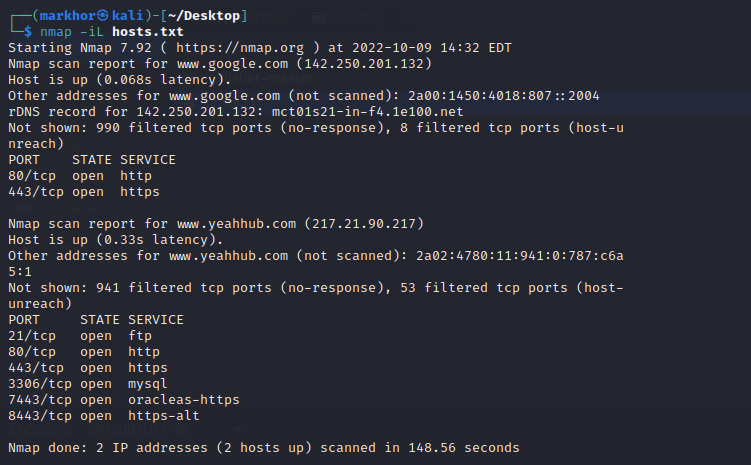 ┌──(markhor㉿kali)-[~/Desktop]
└─$ nmap -iL hosts.txt
Starting Nmap 7.92 ( https://nmap.org ) at 2022-10-09 14:32 EDT
Nmap scan report for www.google.com (142.250.201.132)
Host is up (0.068s latency).
Other addresses for www.google.com (not scanned): 2a00:1450:4018:807::2004
rDNS record for 142.250.201.132: mct01s21-in-f4.1e100.net
Not shown: 990 filtered tcp ports (no-response), 8 filtered tcp ports (host-u
nreach)
PORT    STATE SERVICE
80/tcp  open  http
443/tcp open  https

Nmap scan report for www.yeahhub.com (217.21.90.217)
Host is up (0.33s latency).
Other addresses for www.yeahhub.com (not scanned): 2a02:4780:11:941:0:787:c6a
5:1
Not shown: 941 filtered tcp ports (no-response), 53 filtered tcp ports (host-
unreach)
PORT     STATE SERVICE
21/tcp   open  ftp
80/tcp   open  http
443/tcp  open  https
3306/tcp open  mysql
7443/tcp open  oracleas-https
8443/tcp open  https-alt

Nmap done: 2 IP addresses (2 hosts up) scanned in 148.56 seconds